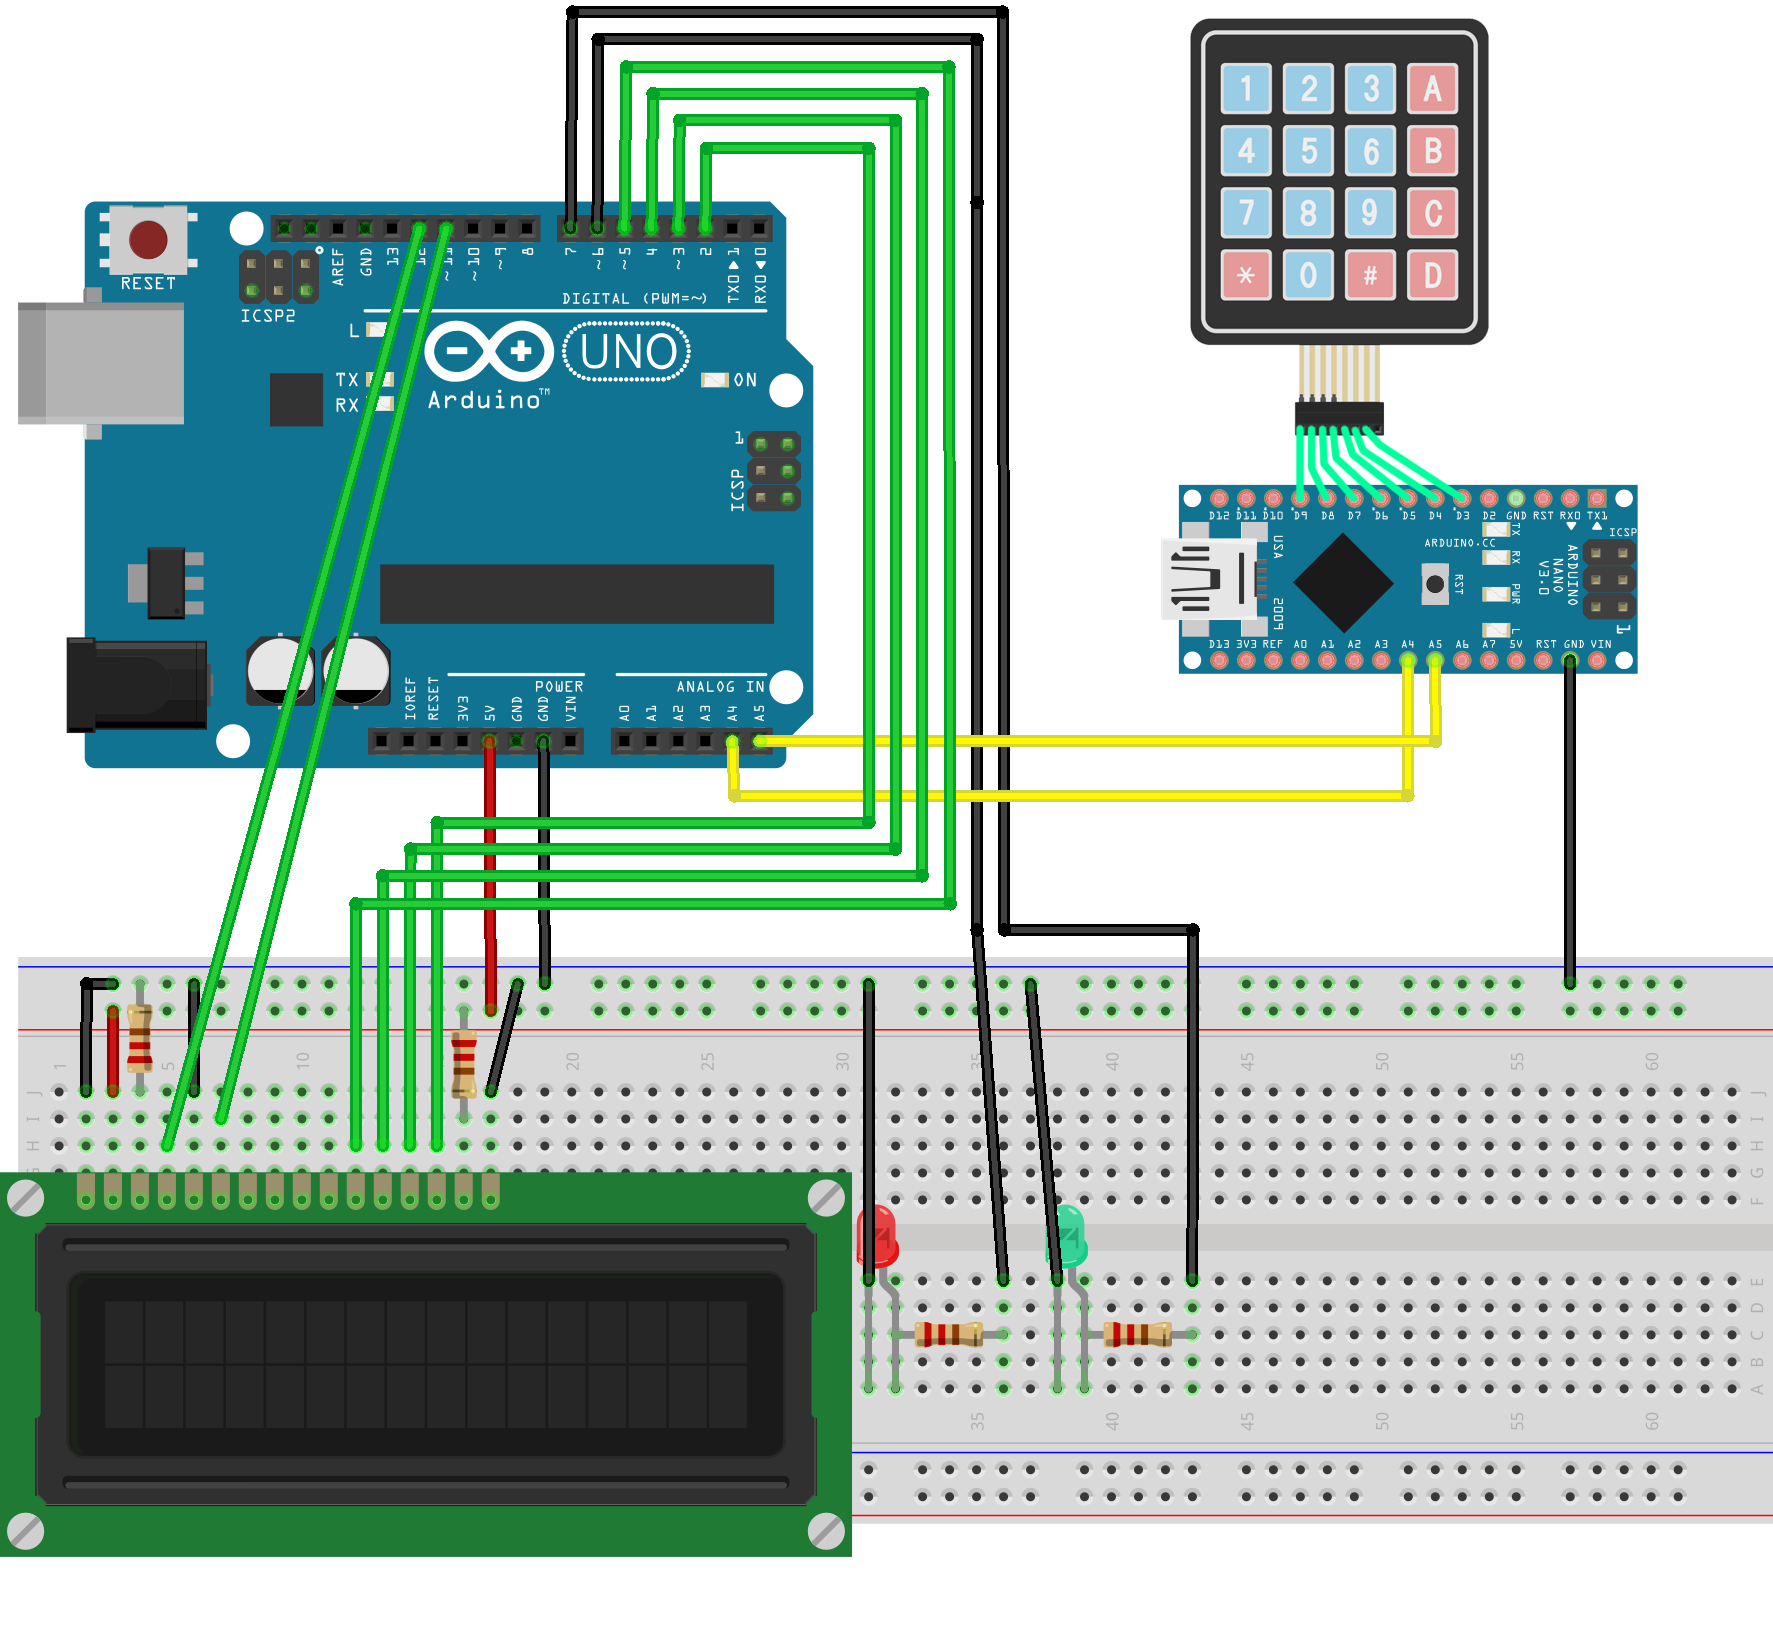 1 2 3 A
4 5 6 B
7 8 9 C
* 0 # D
RESET
ICSP2
AREF
GND
13
12
~11
~10
~9
8
7
~6
~5
4
~3
2
TX0▶1
RX0◀0
DIGITAL (PWM=~)
L
TX
RX
Arduino™
UNO
ON
1
ICSP
POWER
ANALOG IN
IOREF
RESET
3V3
5V
GND
GND
VIN
A0
A1
A2
A3
A4
A5
D12 D11 D10 D9 D8 D7 D6 D5 D4 D3 D2 GND RST RX0 TX1
ARDUINO.CC
ICSP
USA
2009
TX
RX
PWR
L
RST
ARDUINO
NANO
V3.0
1
D13 3V3 REF A0 A1 A2 A3 A4 A5 A6 A7 5V RST GND VIN
1 5 10 20 25 30 35 45 50 55 60
J J
I I
H H
G G
F
E
D
C
B
A
35 40 45 50 55 60